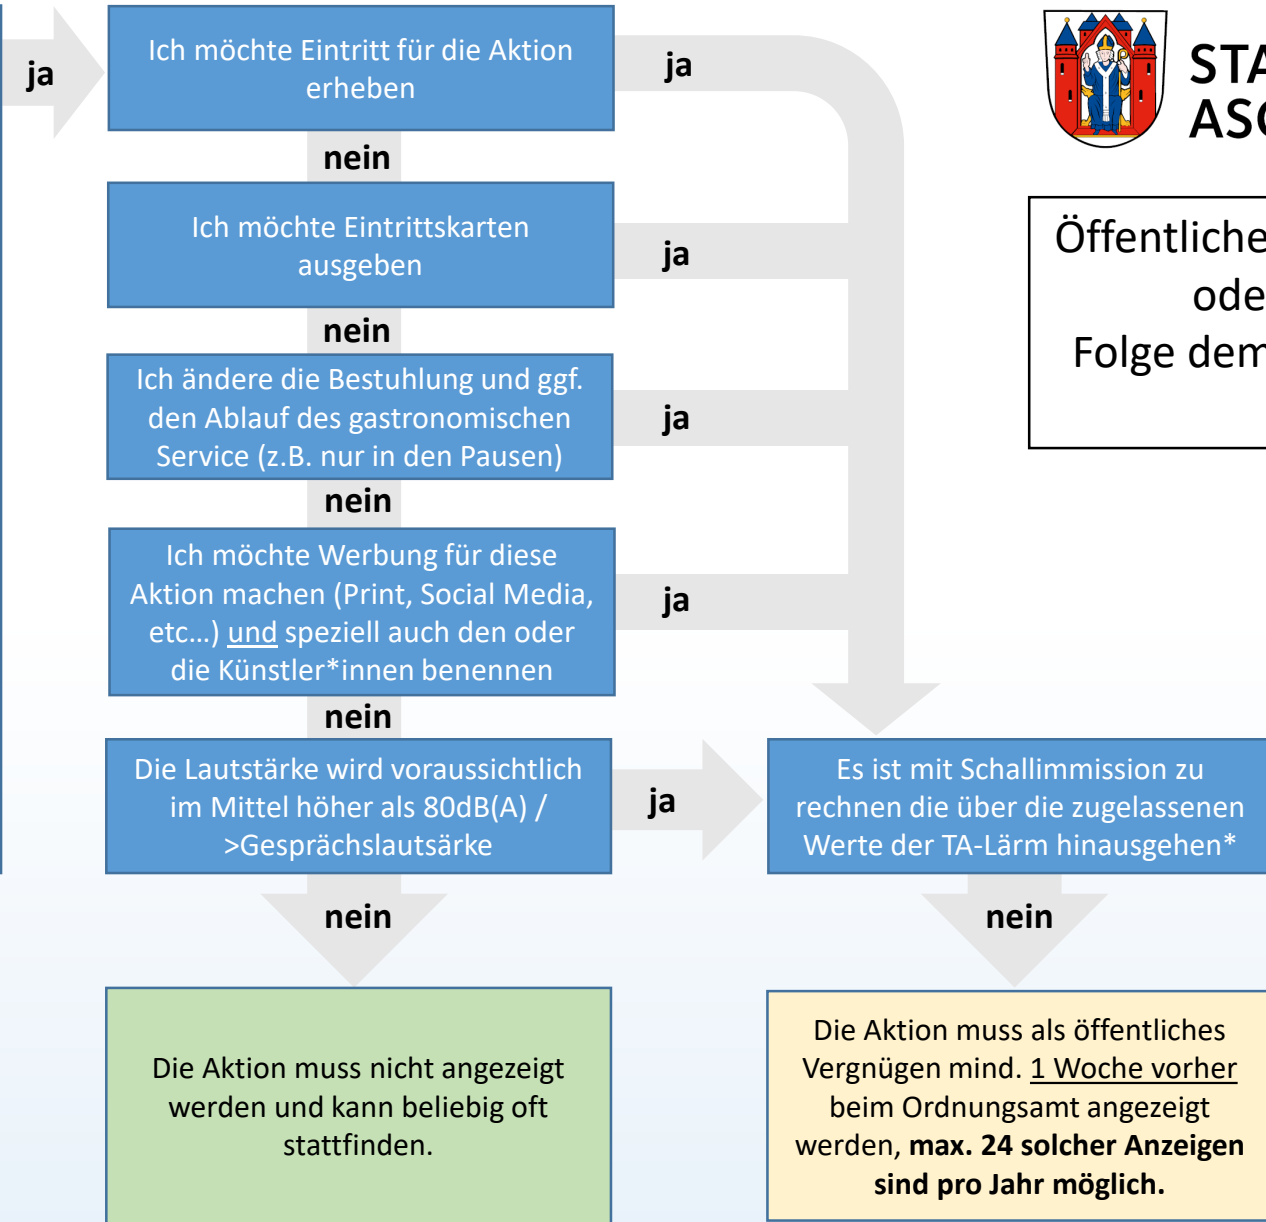 ja
Ich möchte Eintritt für die Aktion
erheben
ja
nein
Ich möchte Eintrittskarten
ausgeben
ja
nein
Ich ändere die Bestuhlung und ggf.
den Ablauf des gastronomischen
Service (z.B. nur in den Pausen)
ja
nein
Ich möchte Werbung für diese
Aktion machen (Print, Social Media,
etc...) und speziell auch den oder
die Künstler*innen benennen
ja
nein
Die Lautstärke wird voraussichtlich
im Mittel höher als 80dB(A) /
>Gesprächslautsärke
ja
nein
Die Aktion muss nicht angezeigt
werden und kann beliebig oft
stattfinden.
STA
ASC
Öffentliche
ode
Folge dem
Es ist mit Schallimmission zu
rechnen die über die zugelassenen
Werte der TA-Lärm hinausgehen*
nein
Die Aktion muss als öffentliches
Vergnügen mind. 1 Woche vorher
beim Ordnungsamt angezeigt
werden, max. 24 solcher Anzeigen
sind pro Jahr möglich.